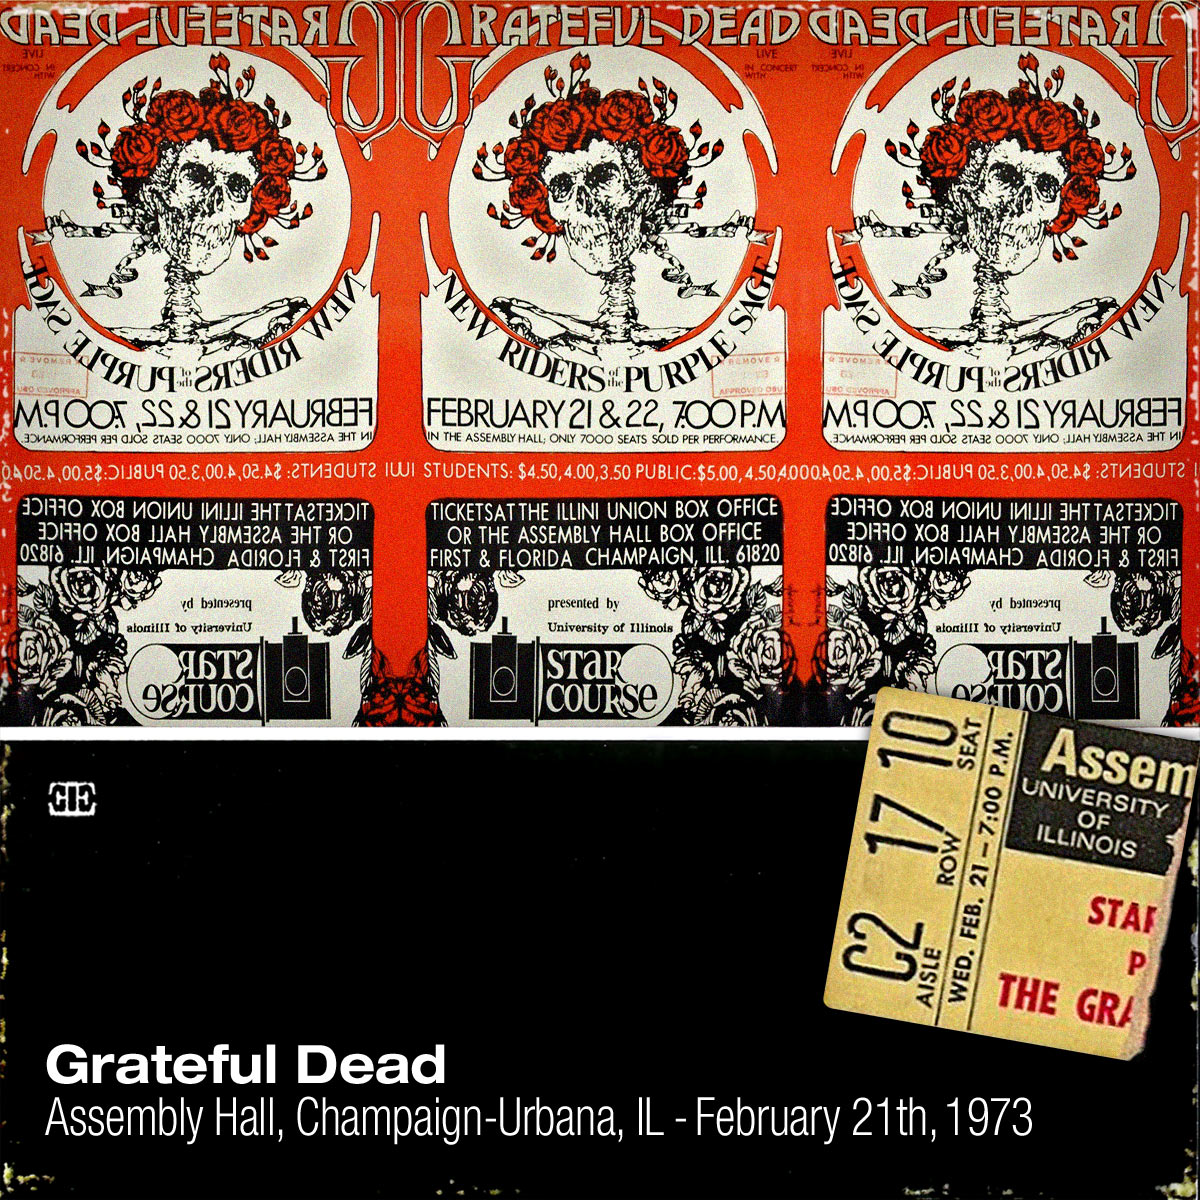 GRATEFUL DEAD
LIVE
IN CONCERT
WITH
NEW RIDERS of the PURPLE SAGE
REMOVE
APPROVED OSU
FEBRUARY 21 & 22, 7:00 P.M.
IN THE ASSEMBLY HALL; ONLY 7000 SEATS SOLD PER PERFORMANCE.
STUDENTS: $4.50, 4.00, 3.50 PUBLIC: $5.00, 4.50, 4.00
TICKETS AT THE ILLINI UNION BOX OFFICE
OR THE ASSEMBLY HALL BOX OFFICE
FIRST & FLORIDA CHAMPAIGN, ILL. 61820
presented by
University of Illinois
STAR
COURSE
C2 17 10
AISLE ROW SEAT
WED. FEB. 21 – 7:00 P.M.
Assem
UNIVERSITY
OF
ILLINOIS
STAR
P
THE GRA
Grateful Dead
Assembly Hall, Champaign-Urbana, IL - February 21th, 1973